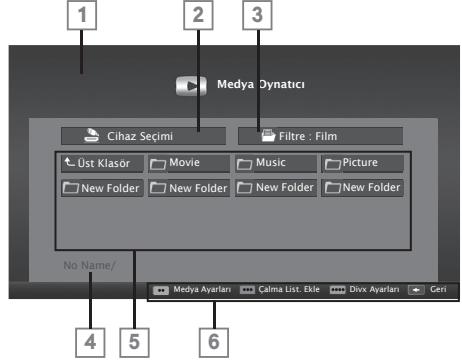 1 2 3
Medya Oynatıcı
Cihaz Seçimi Filtre : Film
Üst Klasör Movie Music Picture
New Folder New Folder New Folder New Folder
No Name/
Medya Ayarları Çalma List. Ekle Divx Ayarları Geri
4 5 6